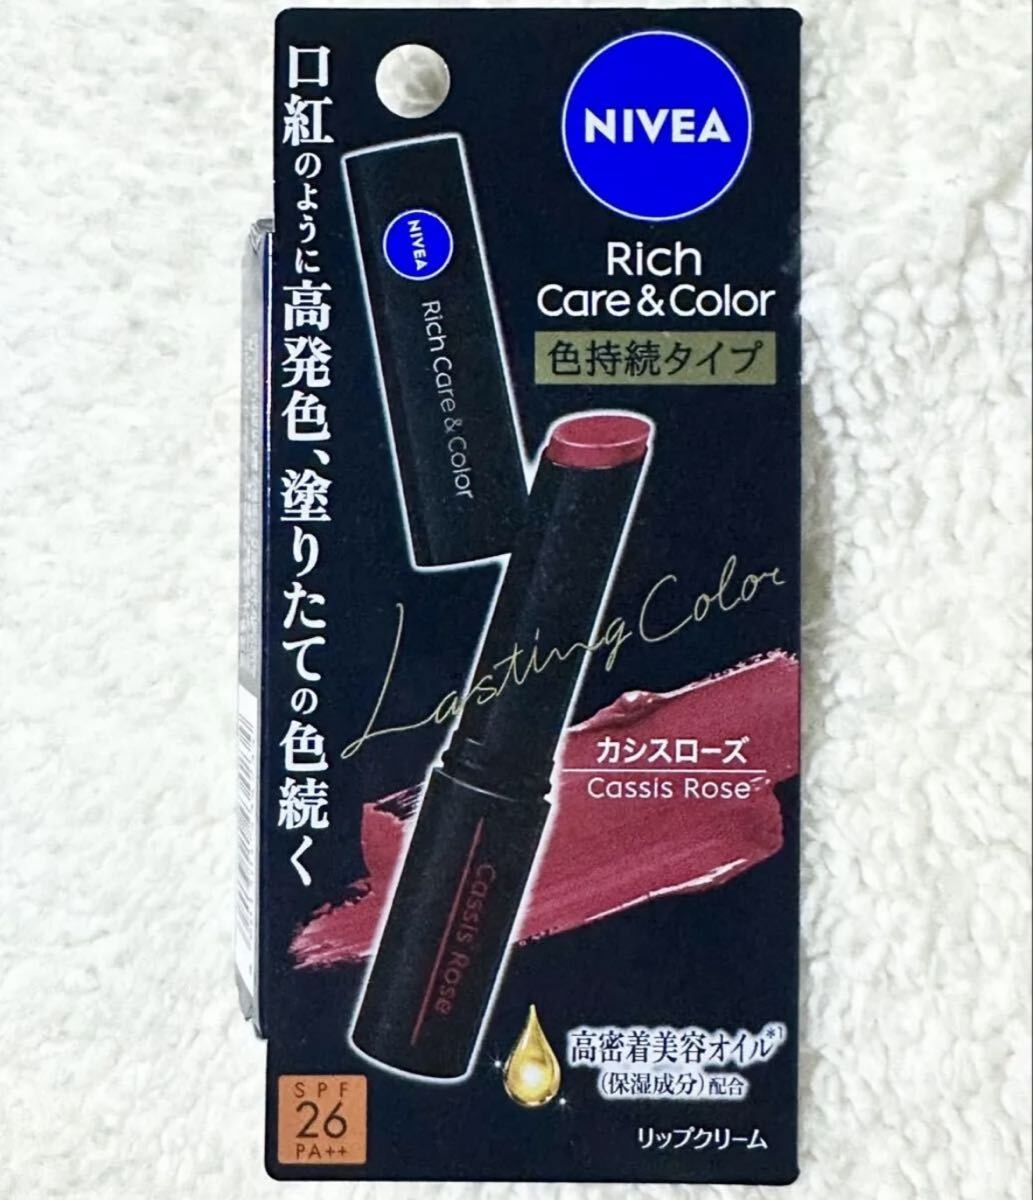 口紅のように高発色、塗りたての色続く
NIVEA
Rich
Care & Color
色持続タイプ
NIVEA
Rich Care & Color
Lasting Color
カシスローズ
Cassis Rose
Cassis Rose
高密着美容オイル*1
(保湿成分)配合
リップクリーム
SPF
26
PA++